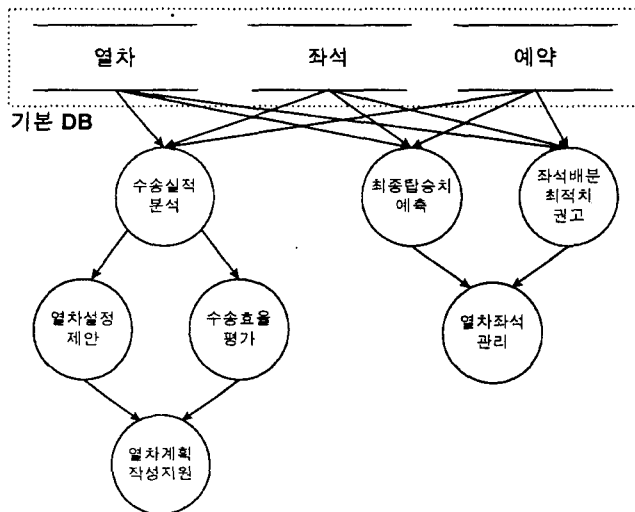 열차
좌석
예약
기본 DB
수송실적
분석
최종탑승치
예측
좌석배분
최적치
권고
열차설정
제안
수송효율
평가
열차좌석
관리
열차계획
작성지원